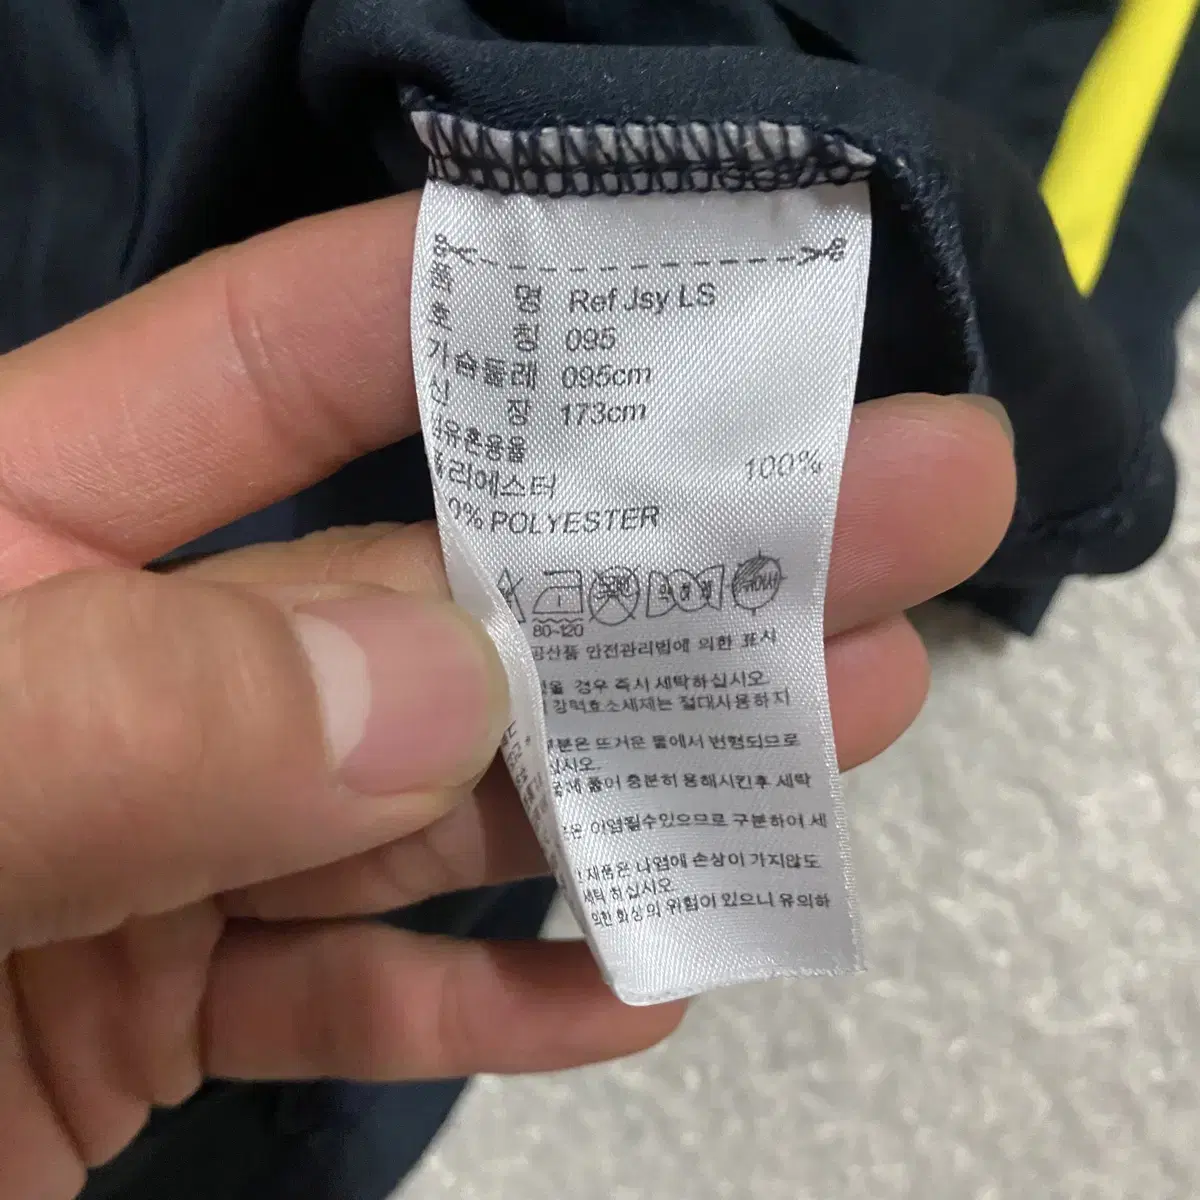 품 명 Ref Jsy LS
호 칭 095
가슴둘레 095cm
신 장 173cm
섬유혼용율
폴리에스터 100%
0% POLYESTER
80~120
공산품 안전관리법에 의한 표시
경우 즉시 세탁하십시오
강력효소세제는 절대사용하지
부분은 뜨거운 물에서 변형되므로
십시오.
물에 풀어 충분히 용해시킨후 세탁
이염될수있으므로 구분하여 세
제품은 나염에 손상이 가지않도
세탁 하십시오.
의한 화상의 위험이 있으니 유의하